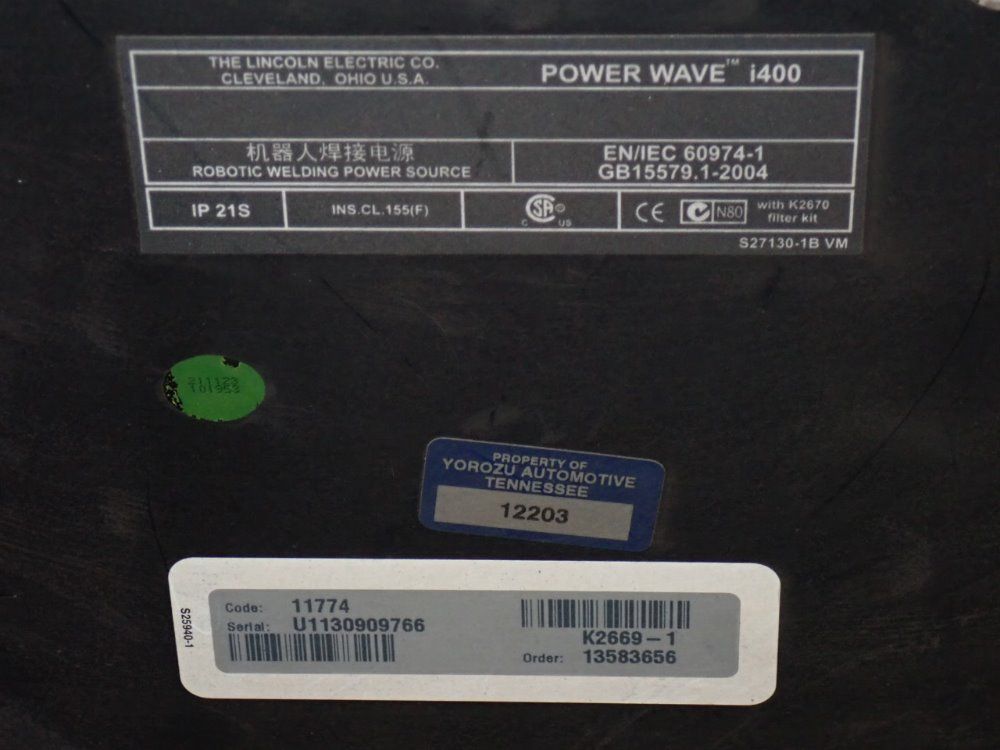 THE LINCOLN ELECTRIC CO.
CLEVELAND, OHIO U.S.A.
POWER WAVE™ i400
机器人焊接电源
ROBOTIC WELDING POWER SOURCE
EN/IEC 60974-1
GB15579.1-2004
IP 21S
INS.CL.155(F)
SA ®
C US
CE
N80
with K2670
filter kit
S27130-1B VM
PROPERTY OF
YOROZU AUTOMOTIVE
TENNESSEE
12203
S25940-1
Code: 11774
Serial: U1130909766
K2669-1
Order: 13583656